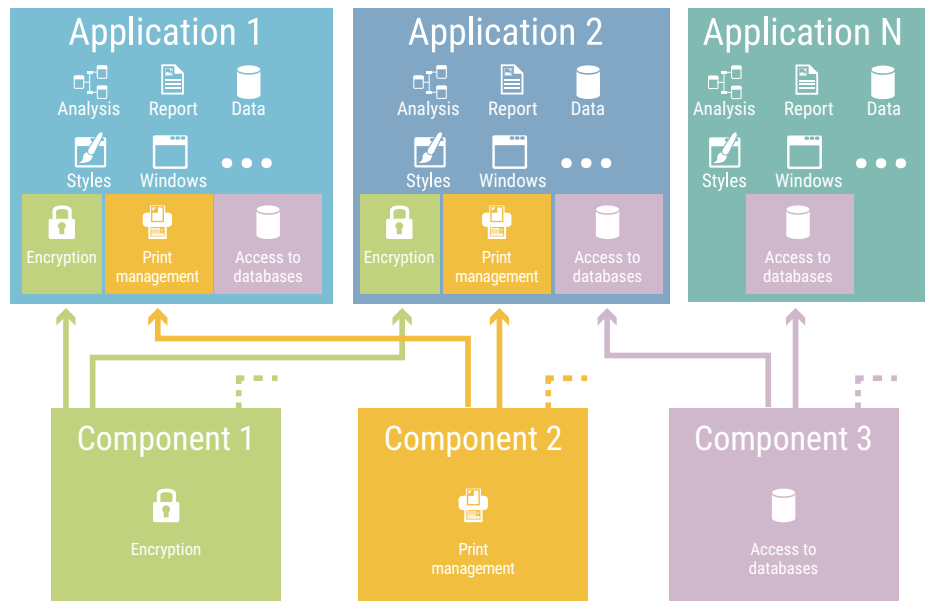 Application 1
Analysis
Report
Data
Styles
Windows
Encryption
Print
management
Access to
databases
Application 2
Analysis
Report
Data
Styles
Windows
Encryption
Print
management
Access to
databases
Application N
Analysis
Report
Data
Styles
Windows
Access to
databases
Component 1
Encryption
Component 2
Print
management
Component 3
Access to
databases